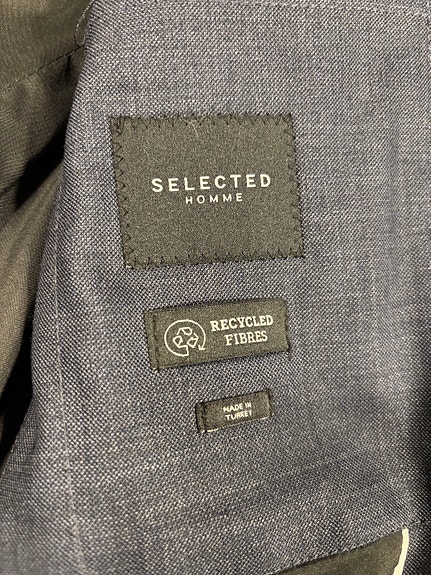 SELECTED
HOMME
RECYCLED
FIBRES
MADE IN
TURKEY